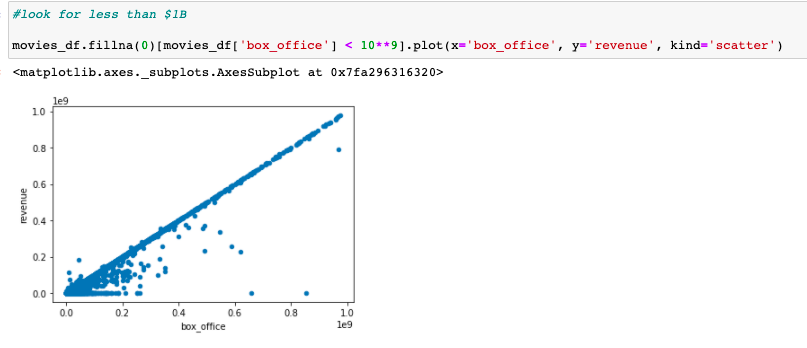 #look for less than $1B
movies_df.fillna(0)[movies_df['box_office'] < 10**9].plot(x='box_office', y='revenue', kind='scatter')
<matplotlib.axes._subplots.AxesSubplot at 0x7fa296316320>
1e9
1.0
0.8
0.6
revenue
0.4
0.2
0.0
0.0 0.2 0.4 0.6 0.8 1.0
box_office 1e9